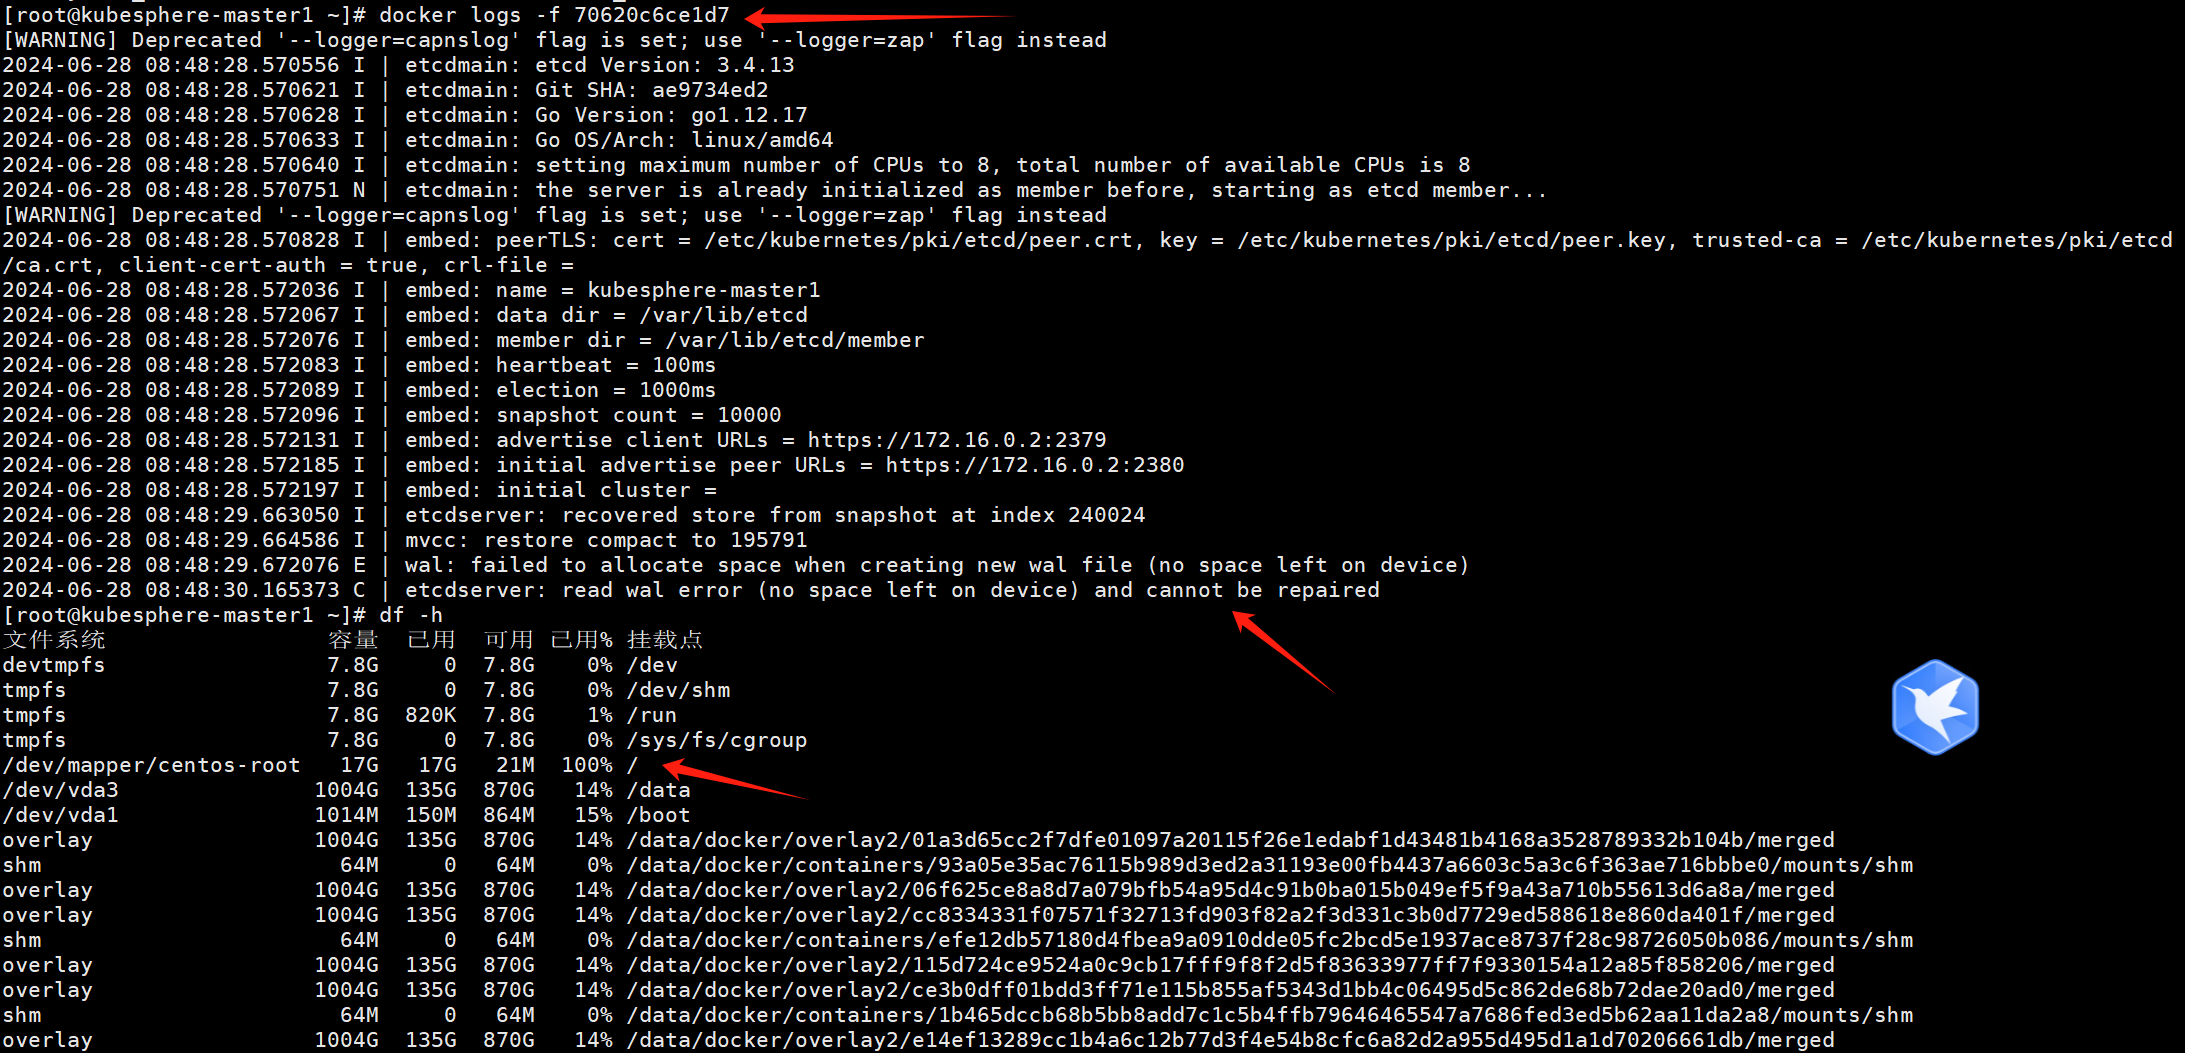 [root@kubesphere-master1 ~]# docker logs -f 70620c6ce1d7
[WARNING] Deprecated '--logger=capnslog' flag is set; use '--logger=zap' flag instead
2024-06-28 08:48:28.570556 I | etcdmain: etcd Version: 3.4.13
2024-06-28 08:48:28.570621 I | etcdmain: Git SHA: ae9734ed2
2024-06-28 08:48:28.570628 I | etcdmain: Go Version: go1.12.17
2024-06-28 08:48:28.570633 I | etcdmain: Go OS/Arch: linux/amd64
2024-06-28 08:48:28.570640 I | etcdmain: setting maximum number of CPUs to 8, total number of available CPUs is 8
2024-06-28 08:48:28.570751 N | etcdmain: the server is already initialized as member before, starting as etcd member...
[WARNING] Deprecated '--logger=capnslog' flag is set; use '--logger=zap' flag instead
2024-06-28 08:48:28.570828 I | embed: peerTLS: cert = /etc/kubernetes/pki/etcd/peer.crt, key = /etc/kubernetes/pki/etcd/peer.key, trusted-ca = /etc/kubernetes/pki/etcd
/ca.crt, client-cert-auth = true, crl-file =
2024-06-28 08:48:28.572036 I | embed: name = kubesphere-master1
2024-06-28 08:48:28.572067 I | embed: data dir = /var/lib/etcd
2024-06-28 08:48:28.572076 I | embed: member dir = /var/lib/etcd/member
2024-06-28 08:48:28.572083 I | embed: heartbeat = 100ms
2024-06-28 08:48:28.572089 I | embed: election = 1000ms
2024-06-28 08:48:28.572096 I | embed: snapshot count = 10000
2024-06-28 08:48:28.572131 I | embed: advertise client URLs = https://172.16.0.2:2379
2024-06-28 08:48:28.572185 I | embed: initial advertise peer URLs = https://172.16.0.2:2380
2024-06-28 08:48:28.572197 I | embed: initial cluster =
2024-06-28 08:48:29.663050 I | etcdserver: recovered store from snapshot at index 240024
2024-06-28 08:48:29.664586 I | mvcc: restore compact to 195791
2024-06-28 08:48:29.672076 E | wal: failed to allocate space when creating new wal file (no space left on device)
2024-06-28 08:48:30.165373 C | etcdserver: read wal error (no space left on device) and cannot be repaired
[root@kubesphere-master1 ~]# df -h
文件系统 容量 已用 可用 已用% 挂载点
devtmpfs 7.8G 0 7.8G 0% /dev
tmpfs 7.8G 0 7.8G 0% /dev/shm
tmpfs 7.8G 820K 7.8G 1% /run
tmpfs 7.8G 0 7.8G 0% /sys/fs/cgroup
/dev/mapper/centos-root 17G 17G 21M 100% /
/dev/vda3 1004G 135G 870G 14% /data
/dev/vda1 1014M 150M 864M 15% /boot
overlay 1004G 135G 870G 14% /data/docker/overlay2/01a3d65cc2f7dfe01097a20115f26e1edabf1d43481b4168a3528789332b104b/merged
shm 64M 0 64M 0% /data/docker/containers/93a05e35ac76115b989d3ed2a31193e00fb4437a6603c5a3c6f363ae716bbbe0/mounts/shm
overlay 1004G 135G 870G 14% /data/docker/overlay2/06f625ce8a8d7a079bfb54a95d4c91b0ba015b049ef5f9a43a710b55613d6a8a/merged
overlay 1004G 135G 870G 14% /data/docker/overlay2/cc8334331f07571f32713fd903f82a2f3d331c3b0d7729ed588618e860da401f/merged
shm 64M 0 64M 0% /data/docker/containers/efe12db57180d4fbea9a0910dde05fc2bcd5e1937ace8737f28c98726050b086/mounts/shm
overlay 1004G 135G 870G 14% /data/docker/overlay2/115d724ce9524a0c9cb17fff9f8f2d5f83633977ff7f9330154a12a85f858206/merged
overlay 1004G 135G 870G 14% /data/docker/overlay2/ce3b0dff01bdd3ff71e115b855af5343d1bb4c06495d5c862de68b72dae20ad0/merged
shm 64M 0 64M 0% /data/docker/containers/1b465dccb68b5bb8add7c1c5b4ffb79646465547a7686fed3ed5b62aa11da2a8/mounts/shm
overlay 1004G 135G 870G 14% /data/docker/overlay2/e14ef13289cc1b4a6c12b77d3f4e54b8cfc6a82d2a955d495d1a1d70206661db/merged